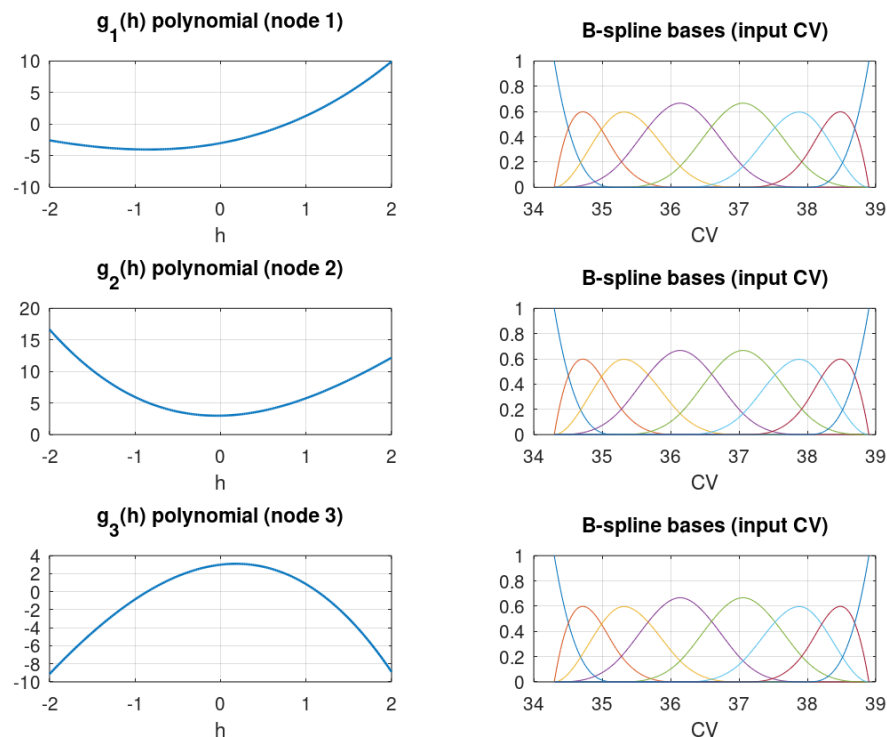 g1(h) polynomial (node 1)
10
5
0
-5
-10
-2 -1 0 1 2
h
B-spline bases (input CV)
1
0.8
0.6
0.4
0.2
0
34 35 36 37 38 39
CV
g2(h) polynomial (node 2)
20
15
10
5
0
-2 -1 0 1 2
h
B-spline bases (input CV)
1
0.8
0.6
0.4
0.2
0
34 35 36 37 38 39
CV
g3(h) polynomial (node 3)
4
2
0
-2
-4
-6
-8
-10
-2 -1 0 1 2
h
B-spline bases (input CV)
1
0.8
0.6
0.4
0.2
0
34 35 36 37 38 39
CV